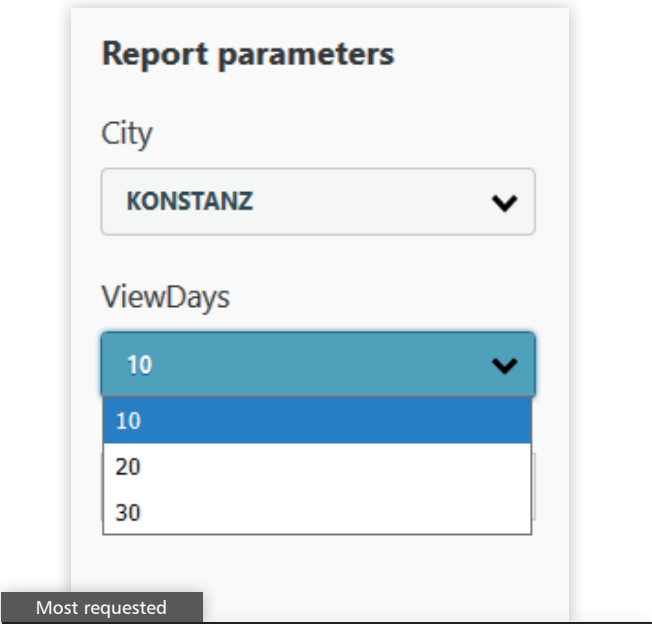 Report parameters
City
KONSTANZ
ViewDays
10
10
20
30
Most requested